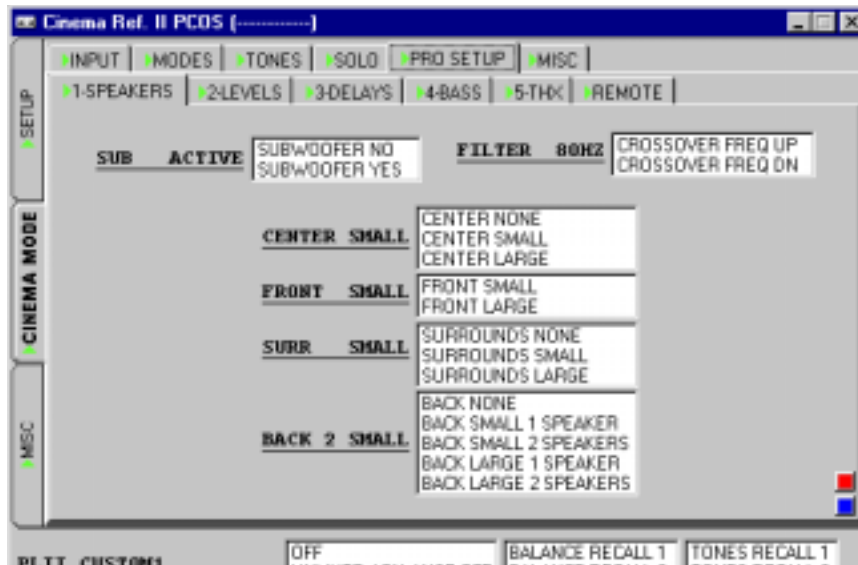 Cinema Ref. II PCOS (------------)
INPUT MODES TONES SOLO PRO SETUP MISC
1-SPEAKERS 2-LEVELS 3-DELAYS 4-BASS 5-THX REMOTE
SETUP
CINEMA MODE
MISC
SUB ACTIVE
SUBWOOFER NO
SUBWOOFER YES
FILTER 80HZ
CROSSOVER FREQ UP
CROSSOVER FREQ DN
CENTER SMALL
CENTER NONE
CENTER SMALL
CENTER LARGE
FRONT SMALL
FRONT SMALL
FRONT LARGE
SURR SMALL
SURROUNDS NONE
SURROUNDS SMALL
SURROUNDS LARGE
BACK 2 SMALL
BACK NONE
BACK SMALL 1 SPEAKER
BACK SMALL 2 SPEAKERS
BACK LARGE 1 SPEAKER
BACK LARGE 2 SPEAKERS
PLII CUSTOM1
OFF
BALANCE RECALL 1
TONES RECALL 1